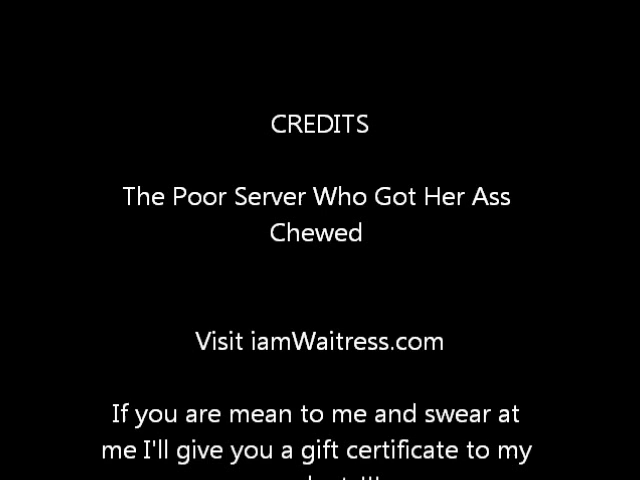 CREDITS
The Poor Server Who Got Her Ass
Chewed
Visit iamWaitress.com
If you are mean to me and swear at
me I'll give you a gift certificate to my